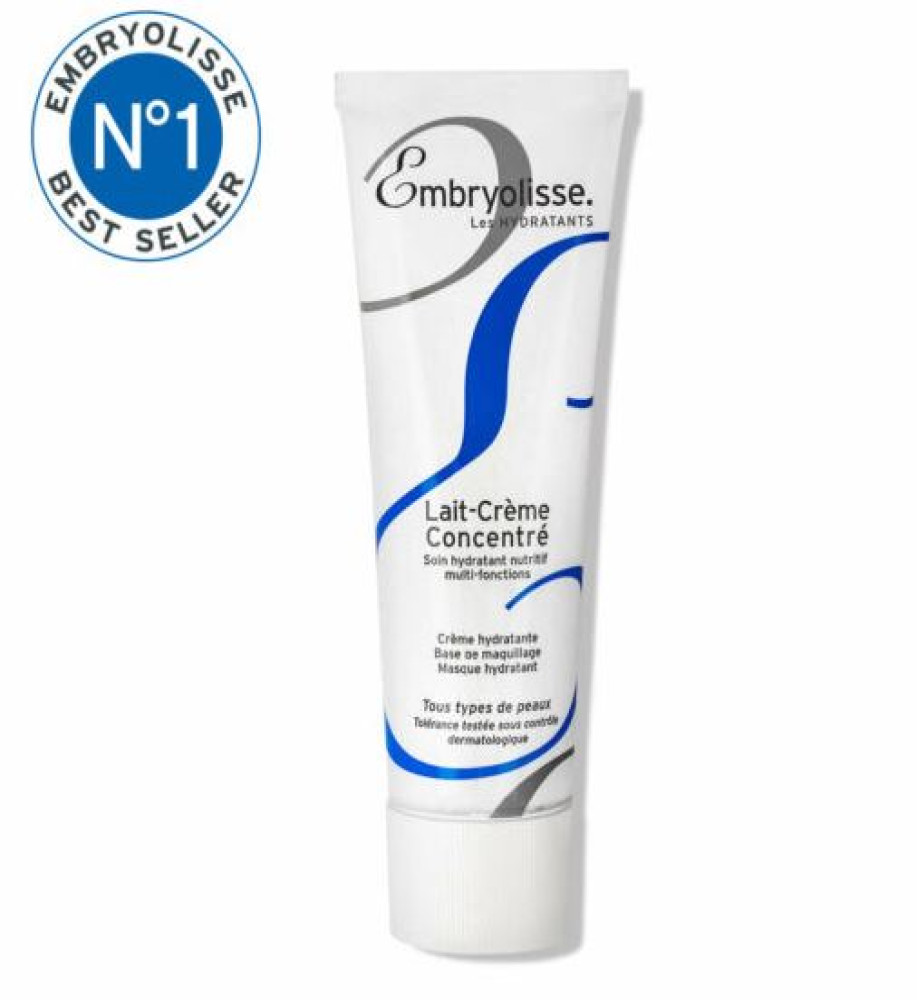 EMBRYOLISSE
N°1
BEST SELLER
Embryolisse.
Les HYDRATANTS
Lait-Crème
Concentré
Soin hydratant nutritif
multi-fonctions
Crème hydratante
Base de maquillage
Masque hydratant
Tous types de peaux
Tolérance testée sous contrôle
dermatologique